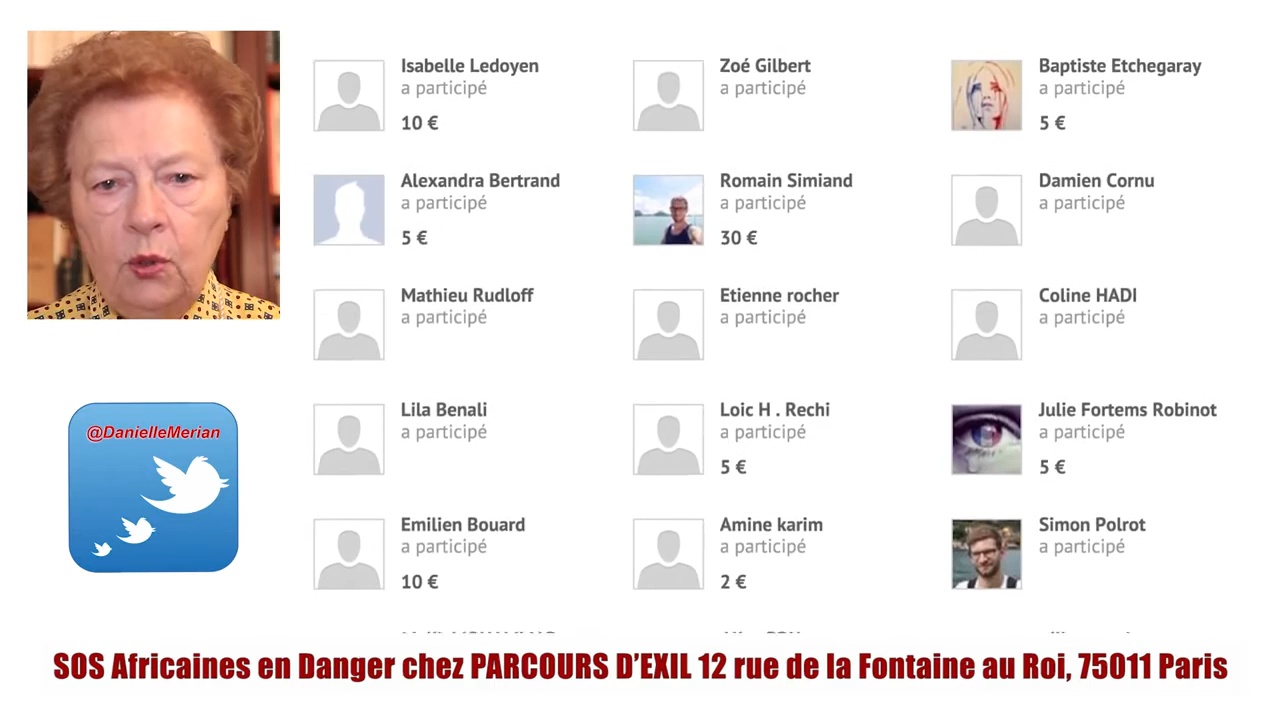 Isabelle Ledoyen
a participé
10 €
Zoé Gilbert
a participé
Baptiste Etchegaray
a participé
5 €
Alexandra Bertrand
a participé
5 €
Romain Simiand
a participé
30 €
Damien Cornu
a participé
Mathieu Rudloff
a participé
Etienne rocher
a participé
Coline HADI
a participé
Lila Benali
a participé
Loic H . Rechi
a participé
5 €
Julie Fortems Robinot
a participé
5 €
Emilien Bouard
a participé
10 €
Amine karim
a participé
2 €
Simon Polrot
a participé
@DanielleMerian
SOS Africaines en Danger chez PARCOURS D'EXIL 12 rue de la Fontaine au Roi, 75011 Paris